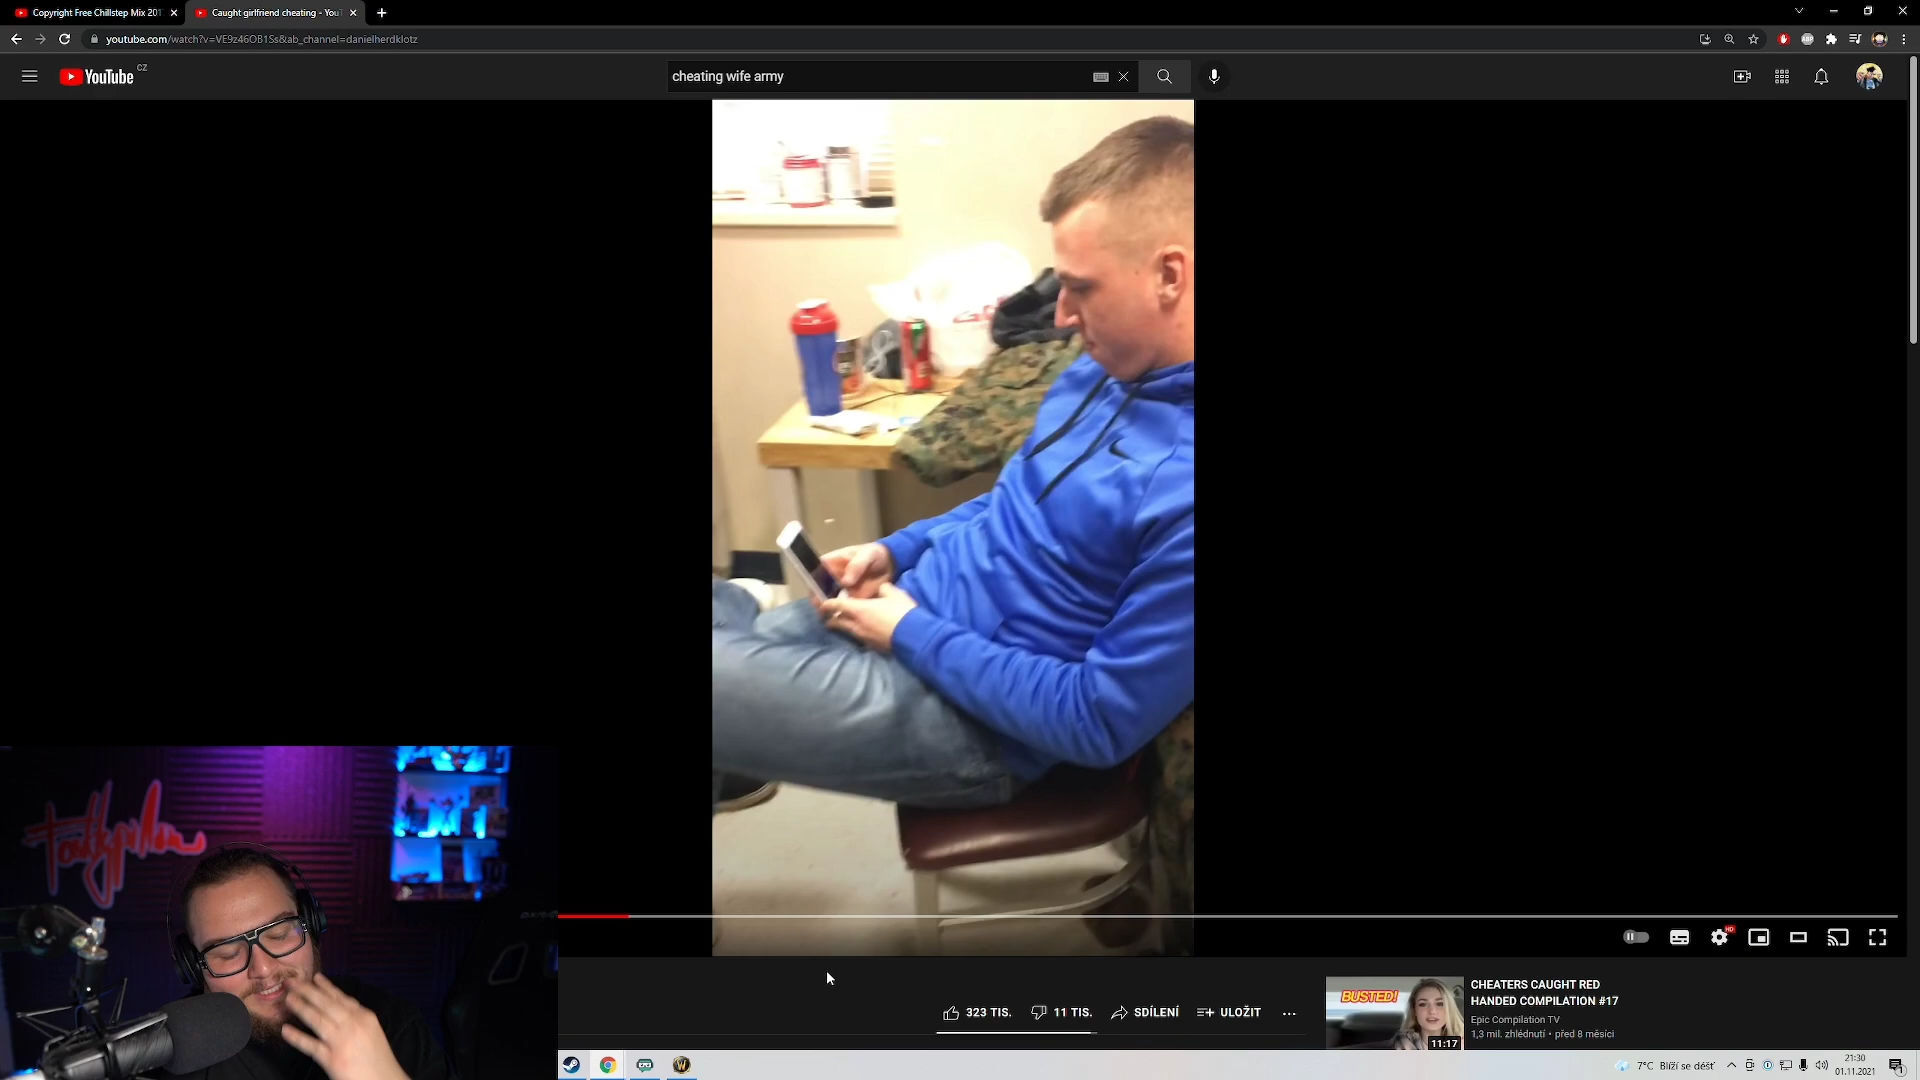 Copyright Free Chillstep Mix 201
Caught girlfriend cheating - YouT
youtube.com/watch?v=VE9z46OB1Ss&ab_channel=danielherdklotz
YouTube CZ
cheating wife army
HD
323 TIS.
11 TIS.
SDÍLENÍ
ULOŽIT
BUSTED!
11:17
CHEATERS CAUGHT RED
HANDED COMPILATION #17
Epic Compilation TV
1,3 mil. zhlédnutí • před 8 měsíci
7°C Blíží se déšť
21:30
01.11.2021